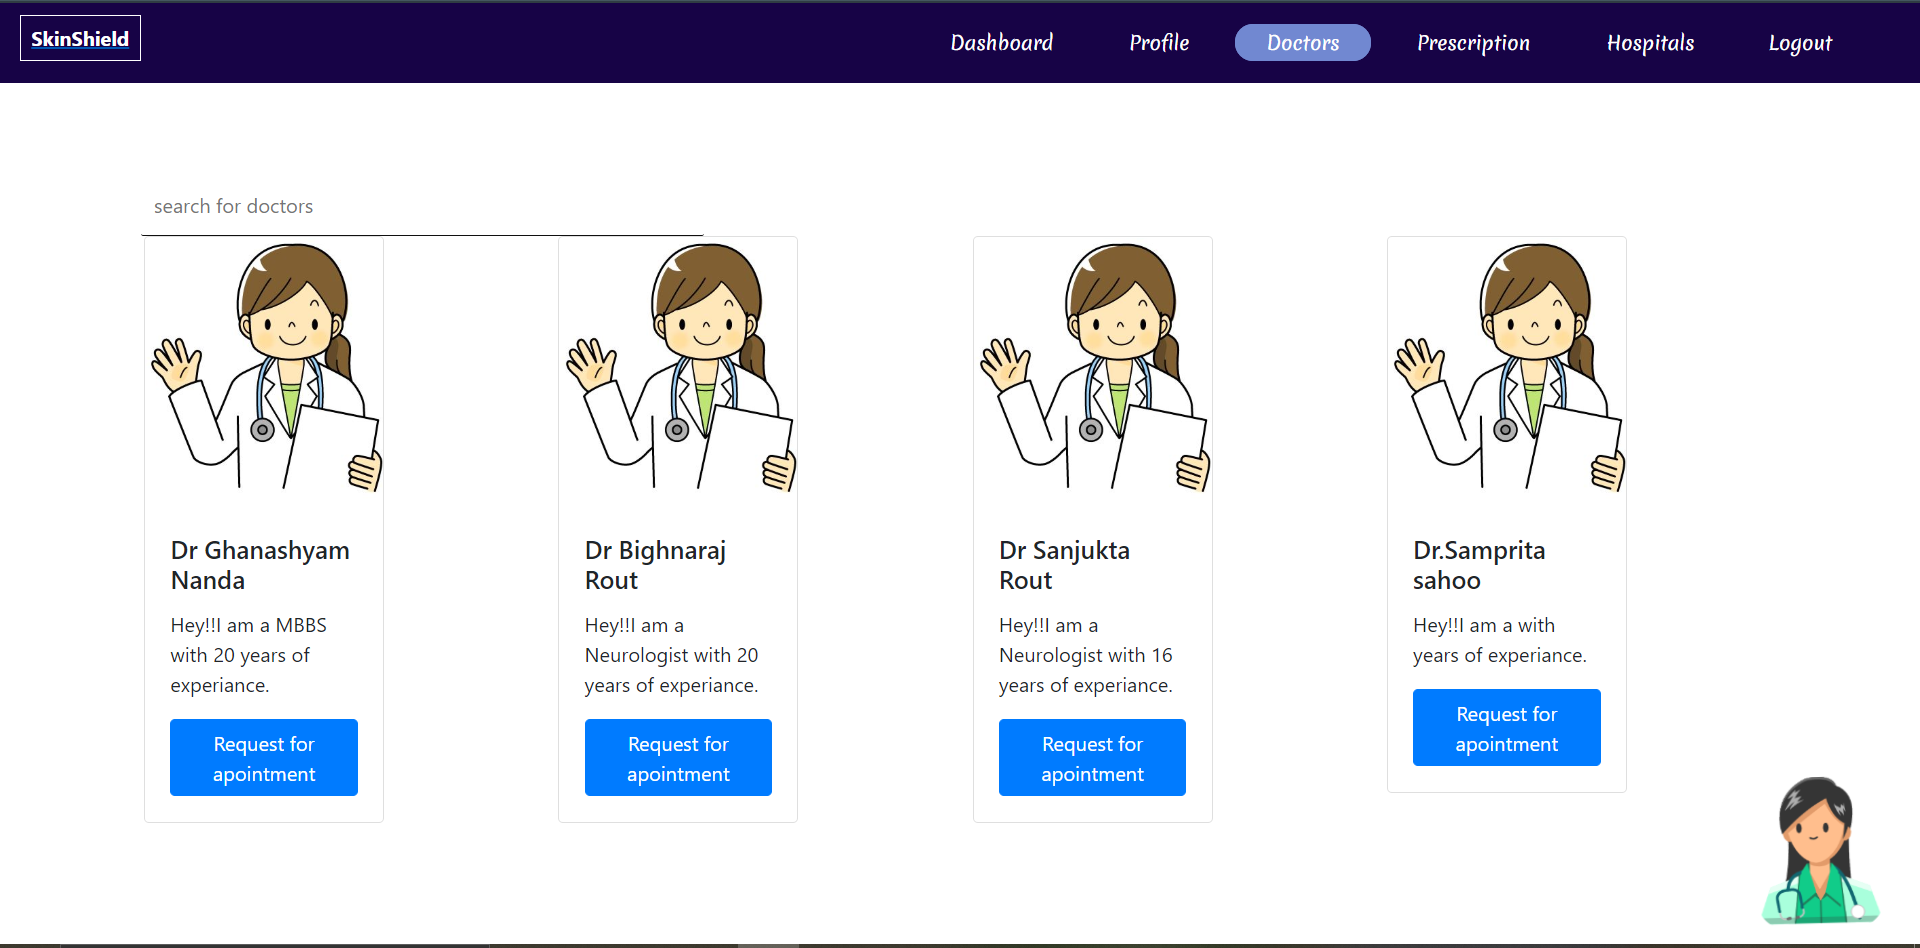 SkinShield
Dashboard
Profile
Doctors
Prescription
Hospitals
Logout
search for doctors
Dr Ghanashyam
Nanda
Hey!!I am a MBBS
with 20 years of
experiance.
Request for
apointment
Dr Bighnaraj
Rout
Hey!!I am a
Neurologist with 20
years of experiance.
Request for
apointment
Dr Sanjukta
Rout
Hey!!I am a
Neurologist with 16
years of experiance.
Request for
apointment
Dr.Samprita
sahoo
Hey!!I am a with
years of experiance.
Request for
apointment